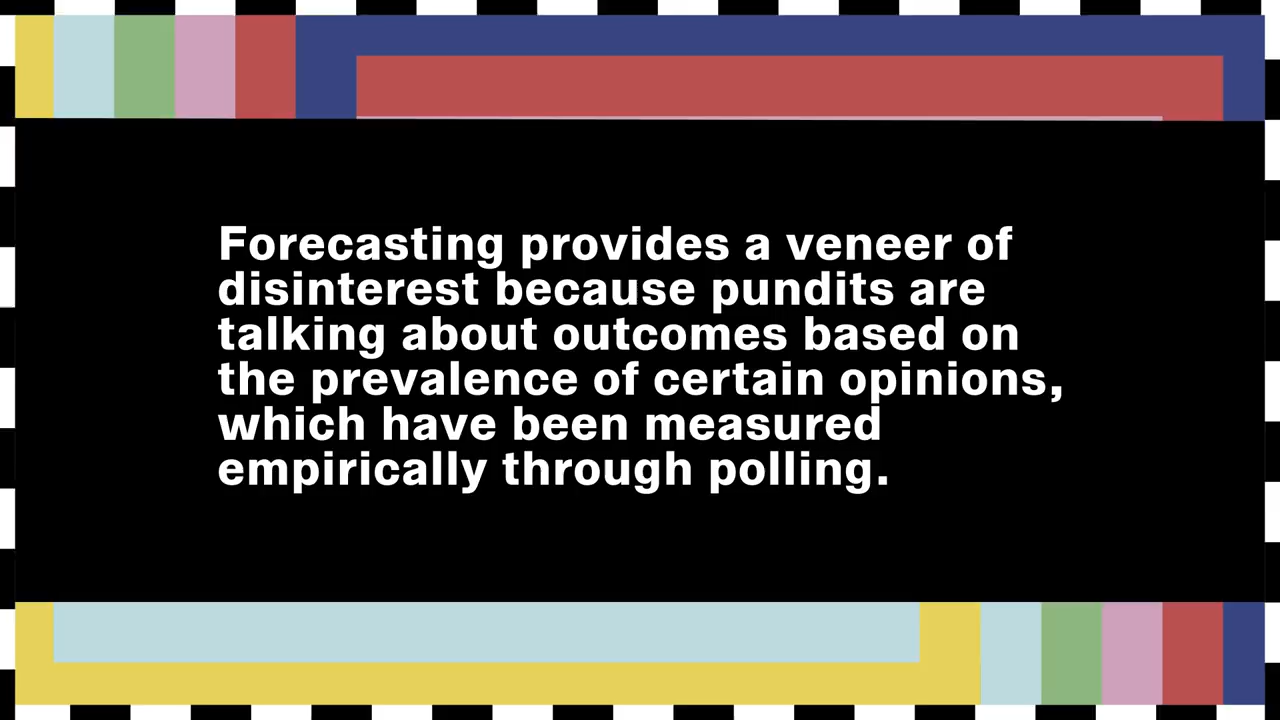 Forecasting provides a veneer of
disinterest because pundits are
talking about outcomes based on
the prevalence of certain opinions,
which have been measured
empirically through polling.